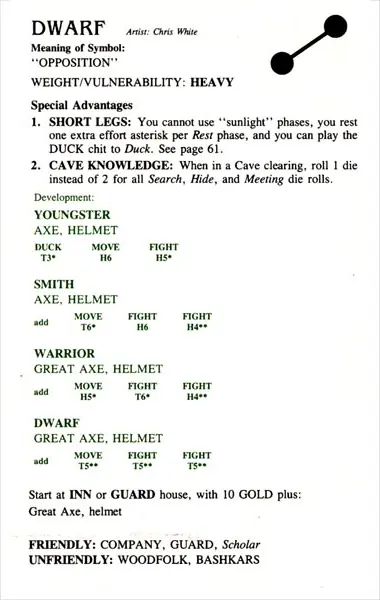 DWARF Artist: Chris White
Meaning of Symbol:
"OPPOSITION"
WEIGHT/VULNERABILITY: HEAVY
Special Advantages
1. SHORT LEGS: You cannot use "sunlight" phases, you rest
one extra effort asterisk per Rest phase, and you can play the
DUCK chit to Duck. See page 61.
2. CAVE KNOWLEDGE: When in a Cave clearing, roll 1 die
instead of 2 for all Search, Hide, and Meeting die rolls.
Development:
YOUNGSTER
AXE, HELMET
DUCK MOVE FIGHT
T3* H6 H5*
SMITH
AXE, HELMET
MOVE FIGHT FIGHT
add T6* H6 H4**
WARRIOR
GREAT AXE, HELMET
MOVE FIGHT FIGHT
add H5* T6* H4**
DWARF
GREAT AXE, HELMET
MOVE FIGHT FIGHT
add T5** T5** T5**
Start at INN or GUARD house, with 10 GOLD plus:
Great Axe, helmet
FRIENDLY: COMPANY, GUARD, Scholar
UNFRIENDLY: WOODFOLK, BASHKARS